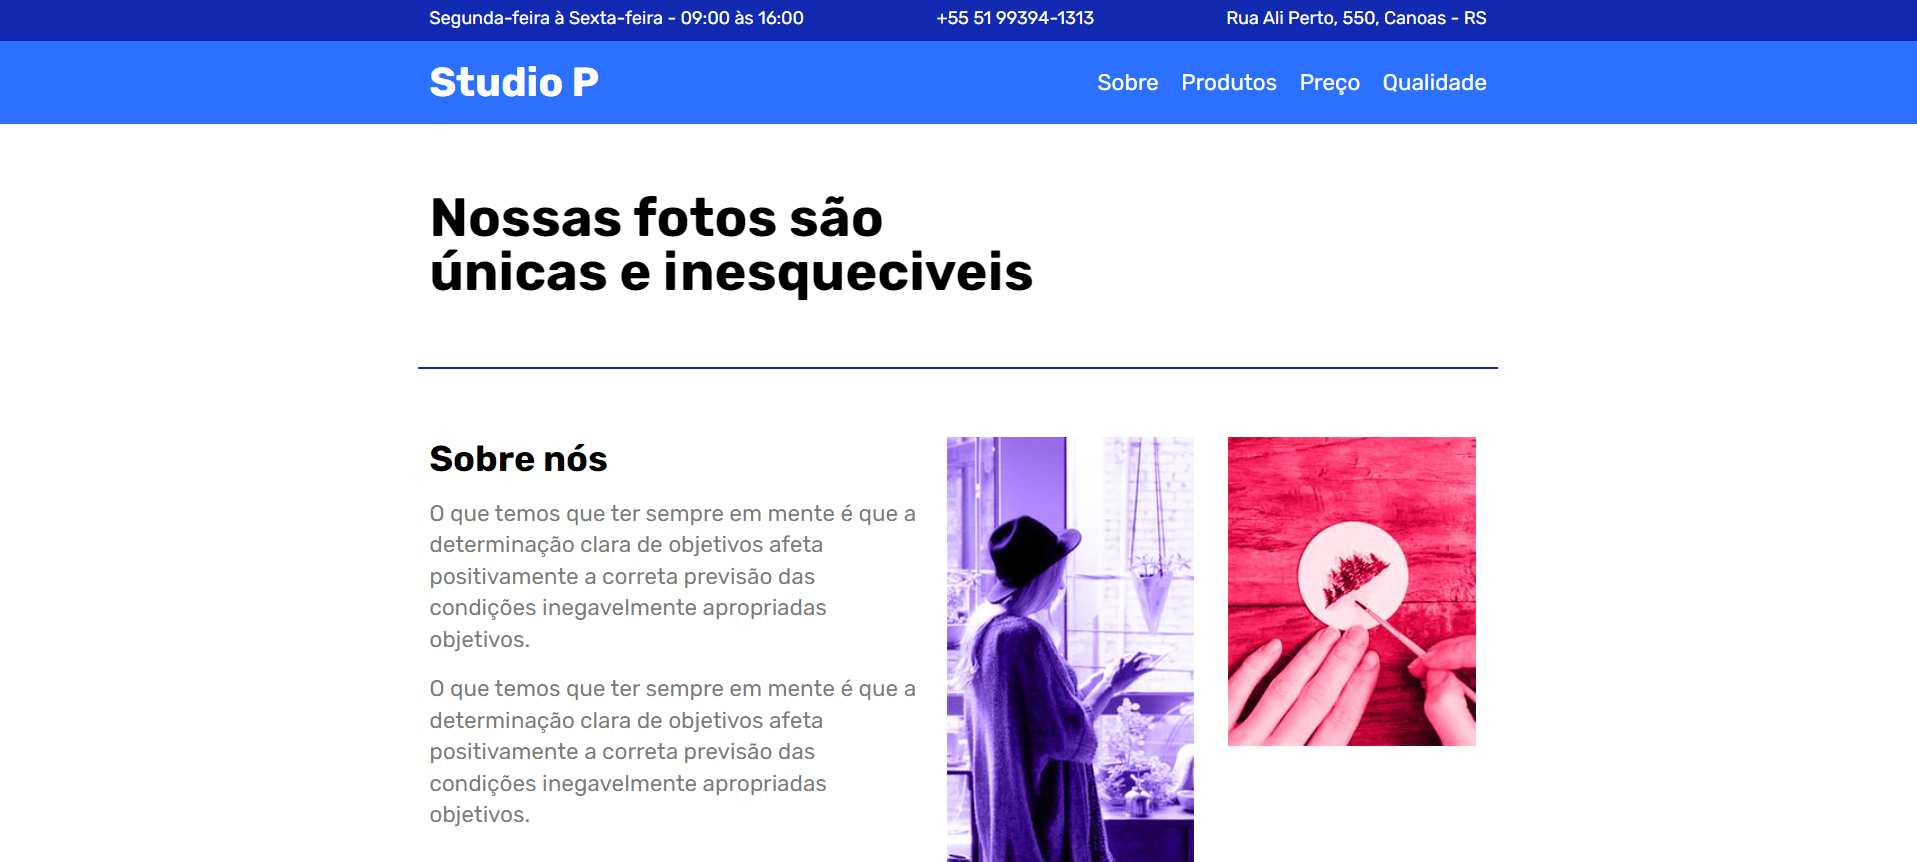 Segunda-feira à Sexta-feira - 09:00 às 16:00
+55 51 99394-1313
Rua Ali Perto, 550, Canoas - RS
Studio P
Sobre
Produtos
Preço
Qualidade
Nossas fotos são
únicas e inesqueciveis
Sobre nós
O que temos que ter sempre em mente é que a
determinação clara de objetivos afeta
positivamente a correta previsão das
condições inegavelmente apropriadas
objetivos.
O que temos que ter sempre em mente é que a
determinação clara de objetivos afeta
positivamente a correta previsão das
condições inegavelmente apropriadas
objetivos.